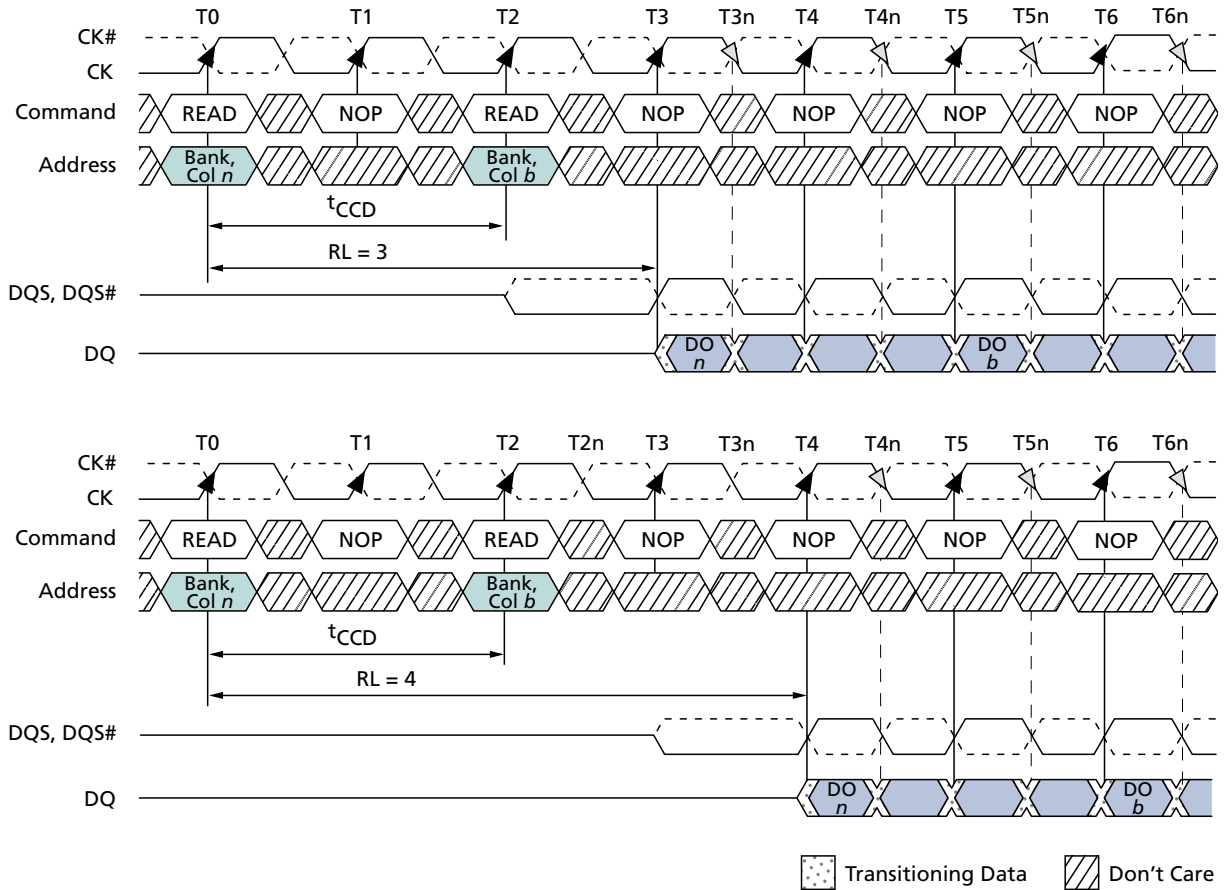 T0 T1 T2 T3 T3n T4 T4n T5 T5n T6 T6n
CK#
CK
Command READ NOP READ NOP NOP NOP NOP
Address Bank, Col n Bank, Col b
tCCD
RL = 3
DQS, DQS#
DQ DO n DO b
T0 T1 T2 T2n T3 T3n T4 T4n T5 T5n T6 T6n
CK#
CK
Command READ NOP READ NOP NOP NOP NOP
Address Bank, Col n Bank, Col b
tCCD
RL = 4
DQS, DQS#
DQ DO n DO b
Transitioning Data Don't Care